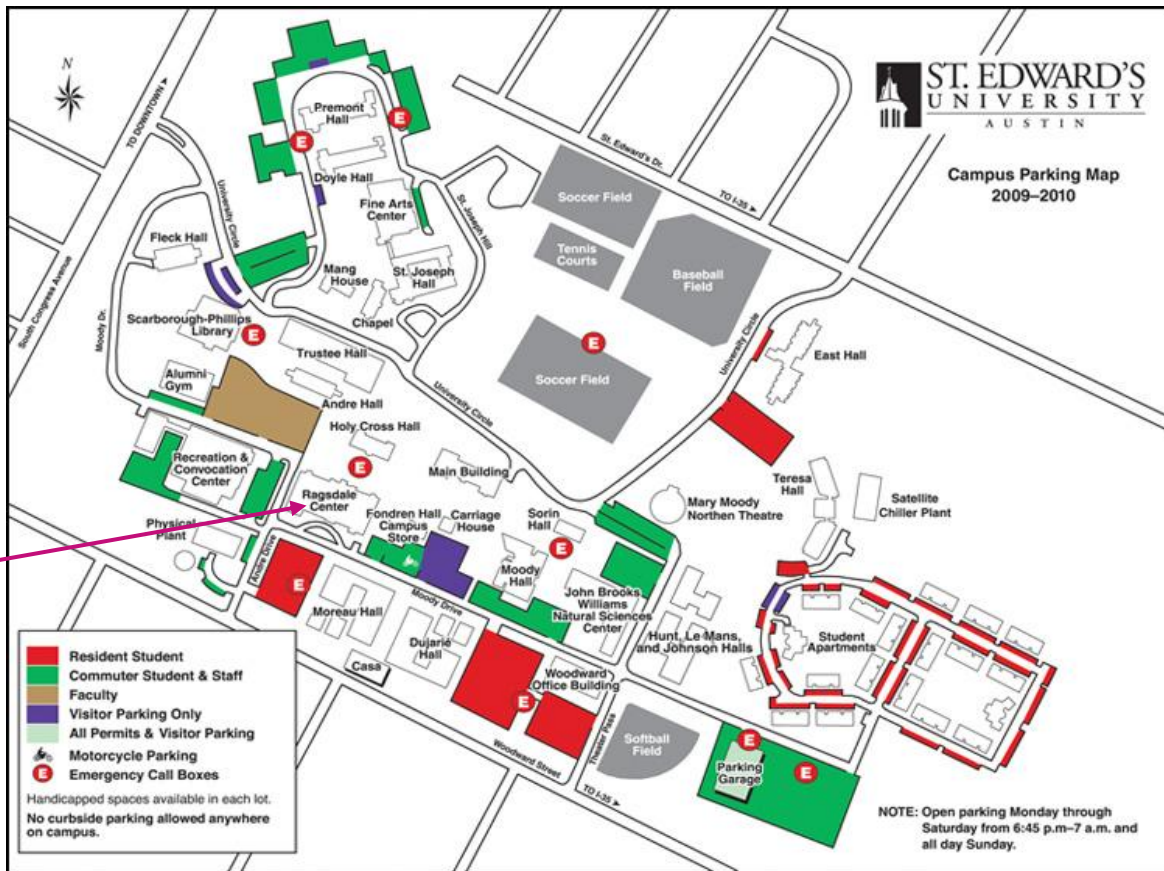 N
TO DOWNTOWN
ST. EDWARD'S
UNIVERSITY
AUSTIN
Campus Parking Map
2009–2010
Premont
Hall
E
E
Doyle Hall
Fine Arts
Center
St. Edward's Dr.
TO I-35
St. Joseph Hill
University Circle
South Congress Avenue
Fleck Hall
Soccer Field
Tennis
Courts
Baseball
Field
Mang
House
St. Joseph
Hall
Chapel
Moody Dr.
Scarborough-Phillips
Library
E
Trustee Hall
E
Soccer Field
University Circle
East Hall
Alumni
Gym
Andre Hall
University Circle
Holy Cross Hall
E
Main Building
Recreation &
Convocation
Center
Ragsdale
Center
Teresa
Hall
Satellite
Chiller Plant
Mary Moody
Northen Theatre
Physical
Plant
Fondren Hall
Campus
Store
Carriage
House
Sorin
Hall
E
Moody
Hall
Andre Drive
E
Moreau Hall
Moody Drive
John Brooks
Williams
Natural Sciences
Center
Hunt, Le Mans,
and Johnson Halls
Student
Apartments
Dujarié
Hall
Casa
Woodward
Office Building
E
Theater Pass
Softball
Field
E
Parking
Garage
E
Woodward Street
TO I-35
Resident Student
Commuter Student & Staff
Faculty
Visitor Parking Only
All Permits & Visitor Parking
Motorcycle Parking
E Emergency Call Boxes
Handicapped spaces available in each lot.
No curbside parking allowed anywhere
on campus.
NOTE: Open parking Monday through
Saturday from 6:45 p.m–7 a.m. and
all day Sunday.